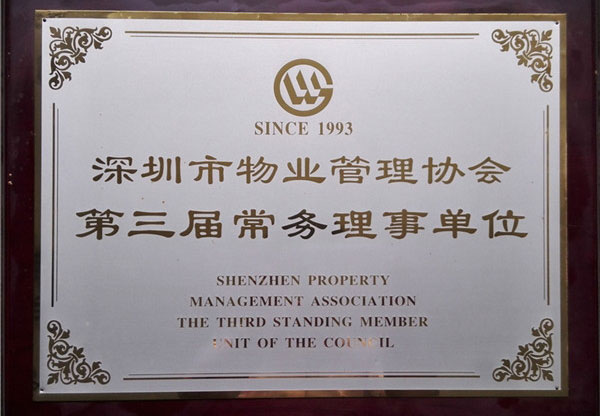 SINCE 1993
深圳市物业管理协会
第三届常务理事单位
SHENZHEN PROPERTY
MANAGEMENT ASSOCIATION
THE THIRD STANDING MEMBER
UNIT OF THE COUNCIL